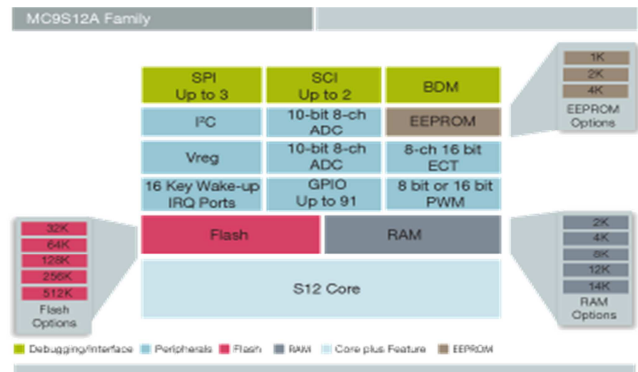 MC9S12A Family
SPI
Up to 3
SCI
Up to 2
BDM
I²C
10-bit 8-ch
ADC
EEPROM
Vreg
10-bit 8-ch
ADC
8-ch 16 bit
ECT
16 Key Wake-up
IRQ Ports
GPIO
Up to 91
8 bit or 16 bit
PWM
Flash
RAM
S12 Core
1K
2K
4K
EEPROM
Options
32K
64K
128K
256K
512K
Flash
Options
2K
4K
8K
12K
14K
RAM
Options
Debugging/Interface Peripherals Flash RAM Core plus Feature EEPROM